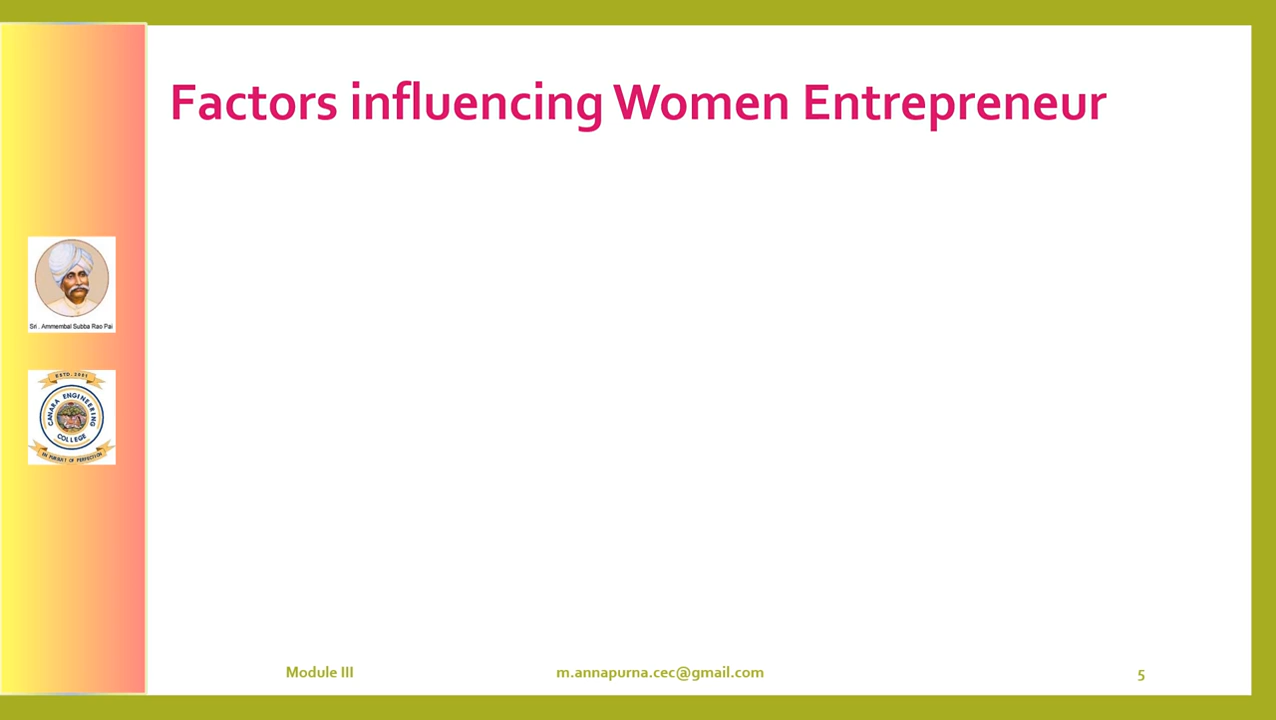 Factors influencing Women Entrepreneur
Sri . Ammembal Subba Rao Pai
ESTD. 2001
CANARA ENGINEERING
COLLEGE
IN PURSUIT OF PERFECTION
Module III
m.annapurna.cec@gmail.com
5